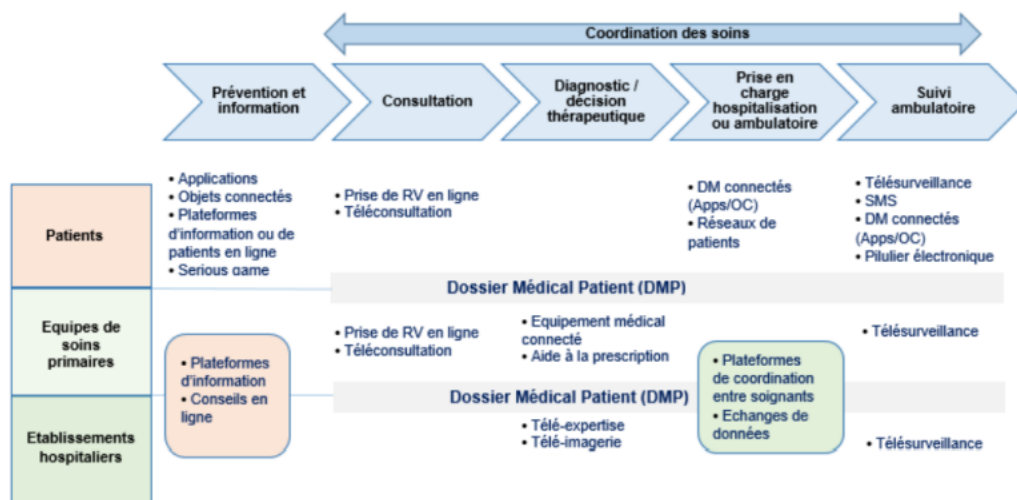 Coordination des soins
Prévention et
information
Consultation
Diagnostic /
décision
thérapeutique
Prise en
charge
hospitalisation
ou ambulatoire
Suivi
ambulatoire
Patients
• Applications
• Objets connectés
• Plateformes
d'information ou de
patients en ligne
• Serious game
• Prise de RV en ligne
• Téléconsultation
• DM connectés
(Apps/OC)
• Réseaux de
patients
• Télésurveillance
• SMS
• DM connectés
(Apps/OC)
• Pilulier électronique
Dossier Médical Patient (DMP)
Equipes de
soins
primaires
• Plateformes
d'information
• Conseils en
ligne
• Prise de RV en ligne
• Téléconsultation
• Equipement médical
connecté
• Aide à la prescription
• Plateformes
de coordination
entre soignants
• Echanges de
données
• Télésurveillance
Dossier Médical Patient (DMP)
Etablissements
hospitaliers
• Télé-expertise
• Télé-imagerie
• Télésurveillance